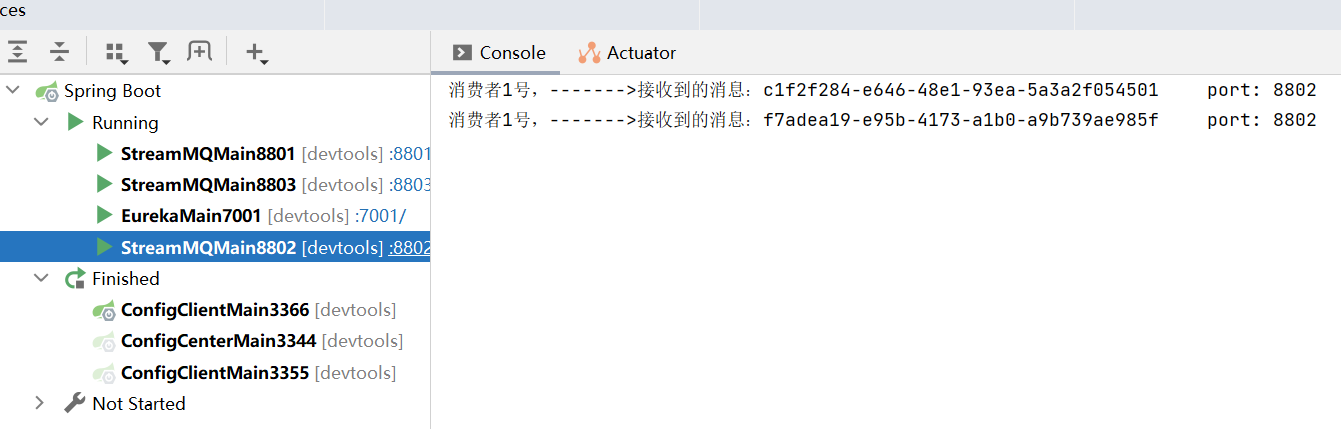 ces
Console
Actuator
Spring Boot
Running
StreamMQMain8801 [devtools] :8801
StreamMQMain8803 [devtools] :8803
EurekaMain7001 [devtools] :7001/
StreamMQMain8802 [devtools] :8802
Finished
ConfigClientMain3366 [devtools]
ConfigCenterMain3344 [devtools]
ConfigClientMain3355 [devtools]
Not Started
消费者1号，------->接收到的消息：c1f2f284-e646-48e1-93ea-5a3a2f054501 port: 8802
消费者1号，------->接收到的消息：f7adea19-e95b-4173-a1b0-a9b739ae985f port: 8802